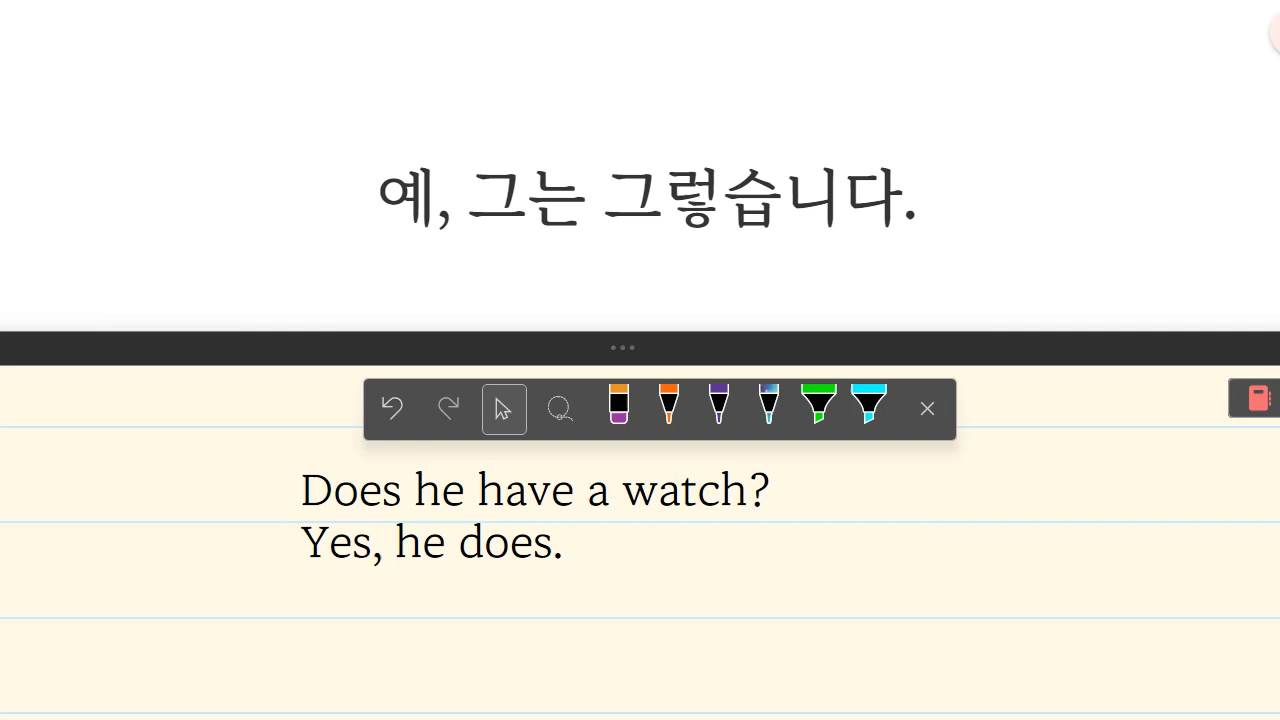 예, 그는 그렇습니다.
Does he have a watch?
Yes, he does.